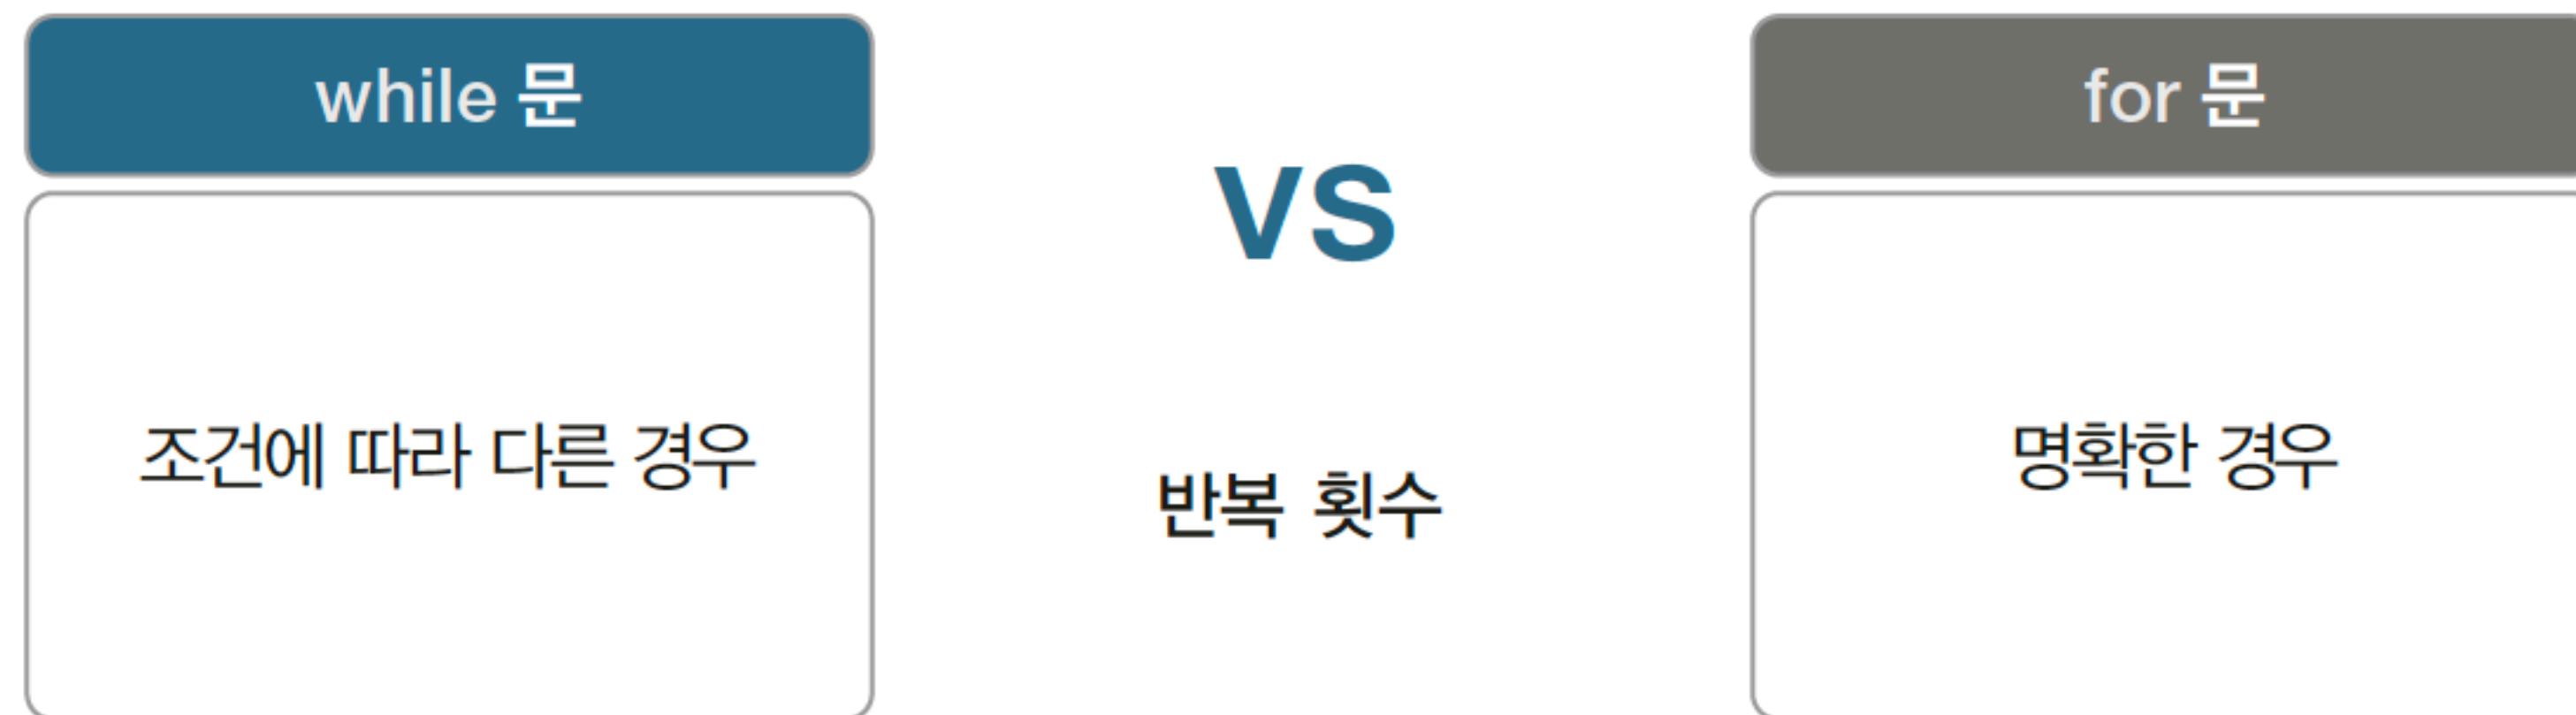 while 문
VS
for 문
조건에 따라 다른 경우
반복 횟수
명확한 경우